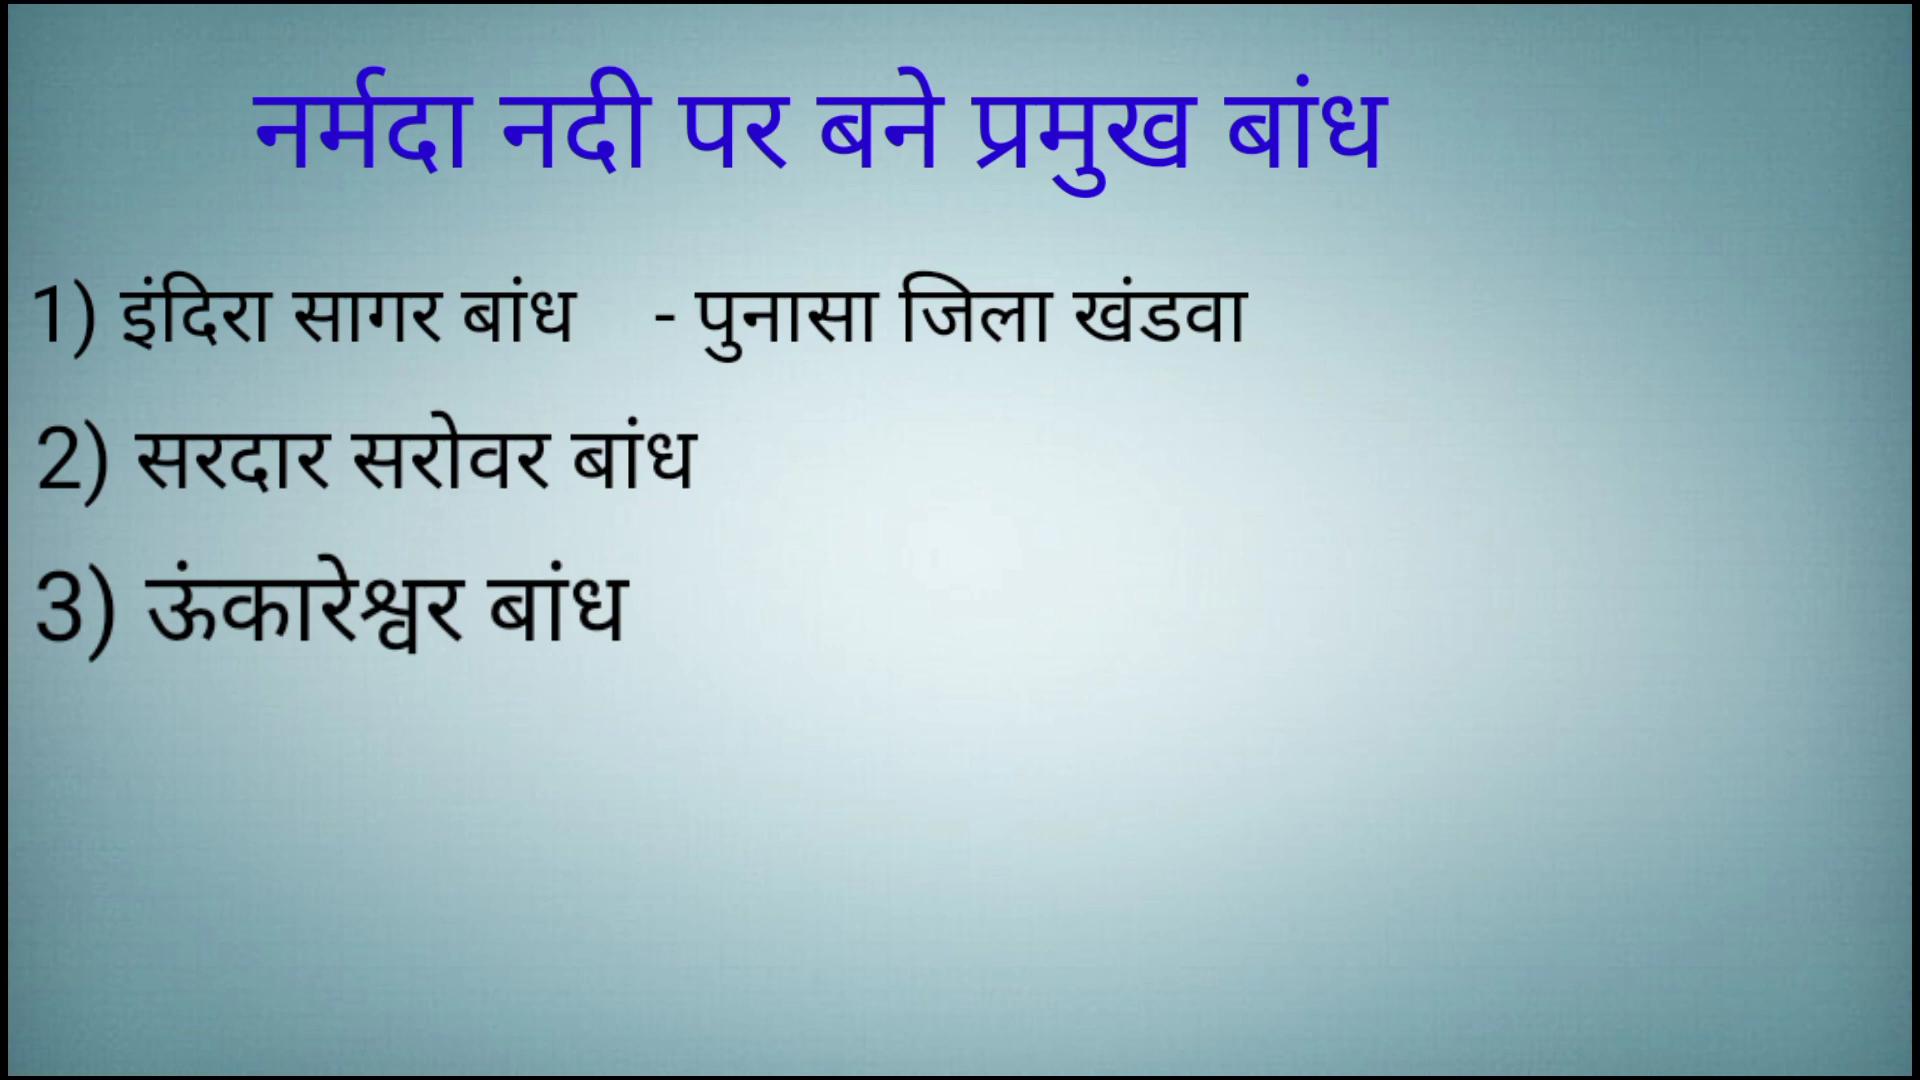 नर्मदा नदी पर बने प्रमुख बांध
1) इंदिरा सागर बांध - पुनासा जिला खंडवा
2) सरदार सरोवर बांध
3) ऊंकारेश्वर बांध